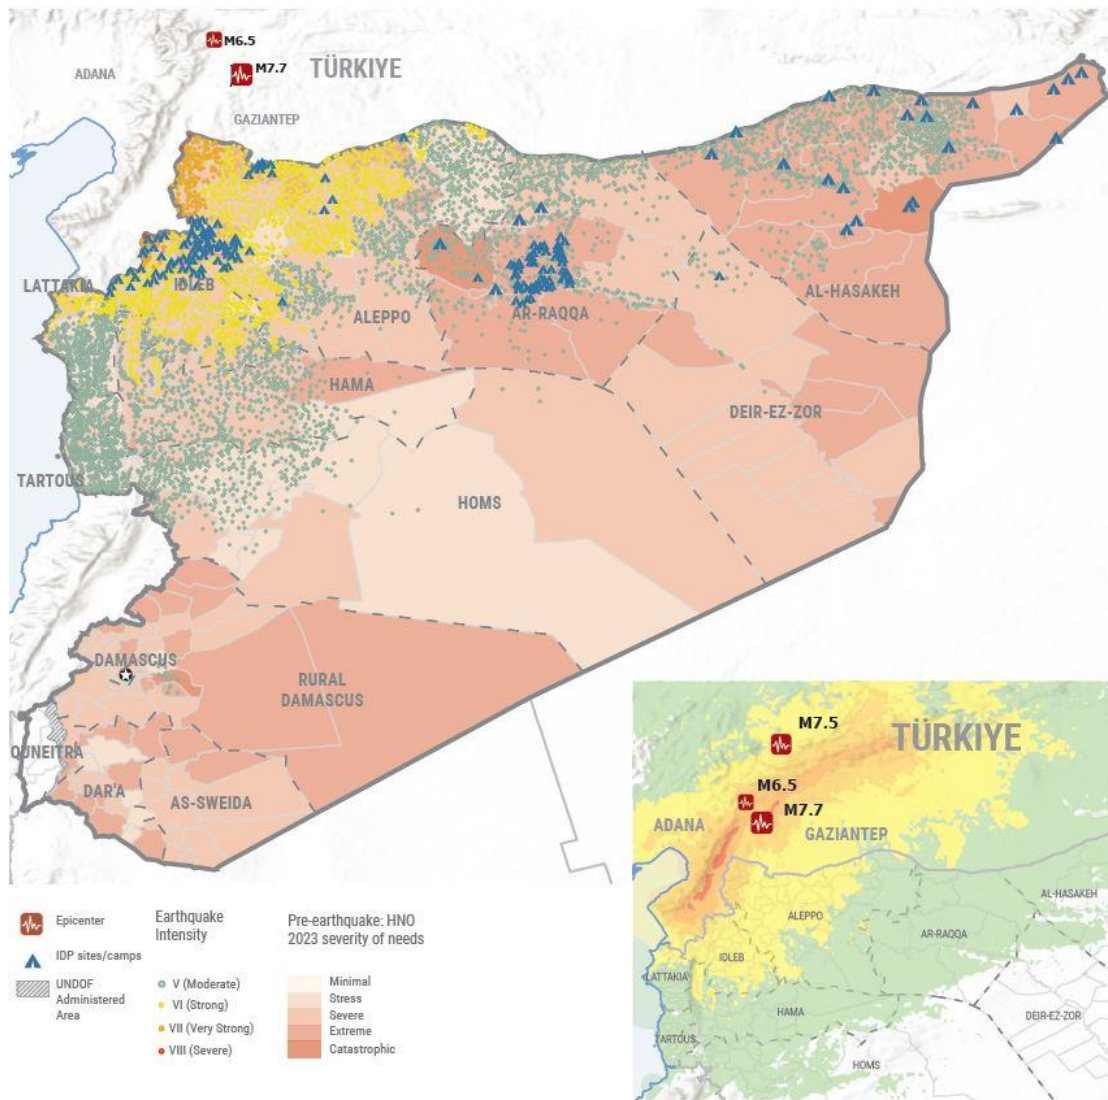 M6.5
M7.7
TÜRKIYE
ADANA
GAZIANTEP
LATTAKIA
IDLEB
ALEPPO
AR-RAQQA
AL-HASAKEH
HAMA
DEIR-EZ-ZOR
TARTOUS
HOMS
DAMASCUS
RURAL
DAMASCUS
QUNEITRA
DAR'A
AS-SWEIDA
M7.5
TÜRKIYE
M6.5
M7.7
ADANA
GAZIANTEP
AL-HASAKEH
ALEPPO
AR-RAQQA
IDLEB
LATTAKIA
HAMA
DEIR-EZ-ZOR
TARTOUS
HOMS
Epicenter
IDP sites/camps
UNDOF
Administered
Area
Earthquake
Intensity
V (Moderate)
VI (Strong)
VII (Very Strong)
VIII (Severe)
Pre-earthquake: HNO
2023 severity of needs
Minimal
Stress
Severe
Extreme
Catastrophic